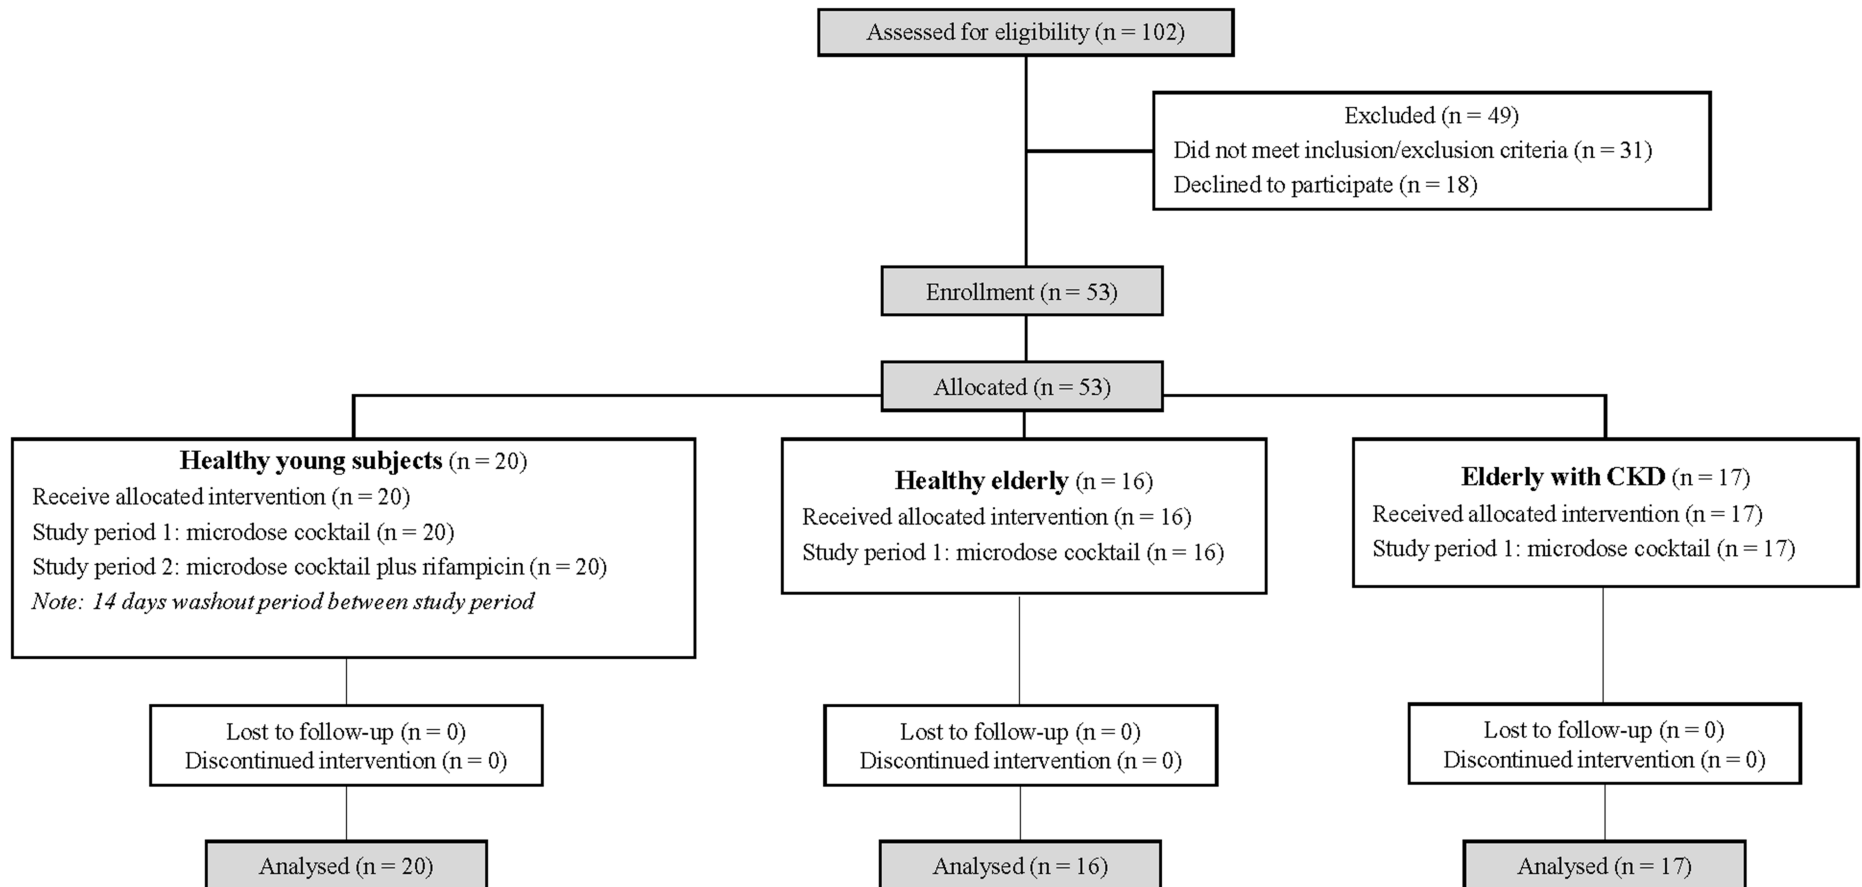 Assessed for eligibility (n = 102)
Excluded (n = 49)
Did not meet inclusion/exclusion criteria (n = 31)
Declined to participate (n = 18)
Enrollment (n = 53)
Allocated (n = 53)
Healthy young subjects (n = 20)
Receive allocated intervention (n = 20)
Study period 1: microdose cocktail (n = 20)
Study period 2: microdose cocktail plus rifampicin (n = 20)
Note: 14 days washout period between study period
Healthy elderly (n = 16)
Received allocated intervention (n = 16)
Study period 1: microdose cocktail (n = 16)
Elderly with CKD (n = 17)
Received allocated intervention (n = 17)
Study period 1: microdose cocktail (n = 17)
Lost to follow-up (n = 0)
Discontinued intervention (n = 0)
Lost to follow-up (n = 0)
Discontinued intervention (n = 0)
Lost to follow-up (n = 0)
Discontinued intervention (n = 0)
Analysed (n = 20)
Analysed (n = 16)
Analysed (n = 17)